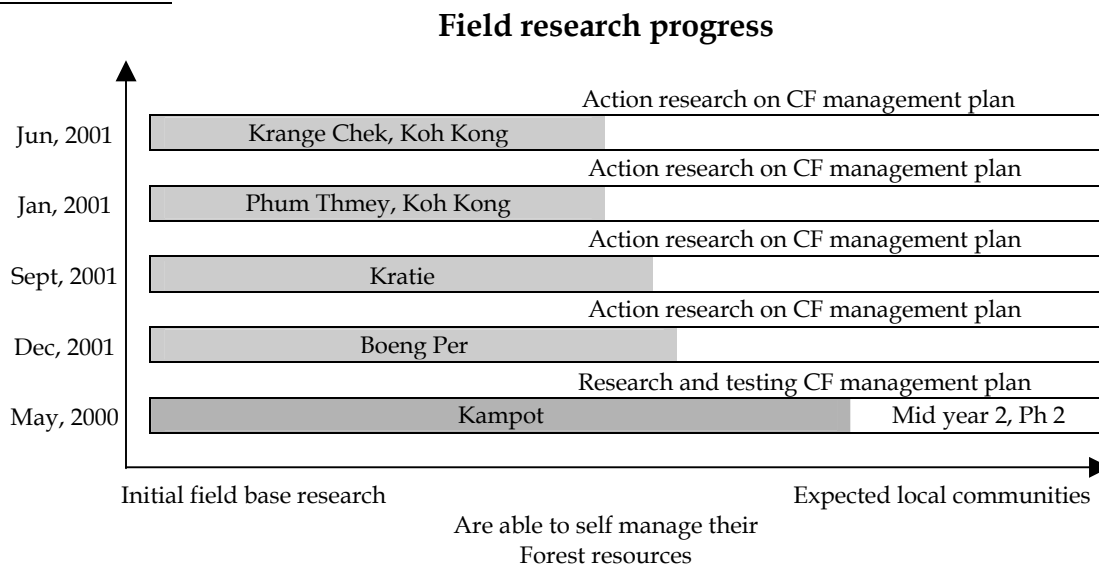 Field research progress
Action research on CF management plan
Jun, 2001
Krange Chek, Koh Kong
Action research on CF management plan
Jan, 2001
Phum Thmey, Koh Kong
Action research on CF management plan
Sept, 2001
Kratie
Action research on CF management plan
Dec, 2001
Boeng Per
Research and testing CF management plan
May, 2000
Kampot
Mid year 2, Ph 2
Initial field base research
Expected local communities
Are able to self manage their
Forest resources